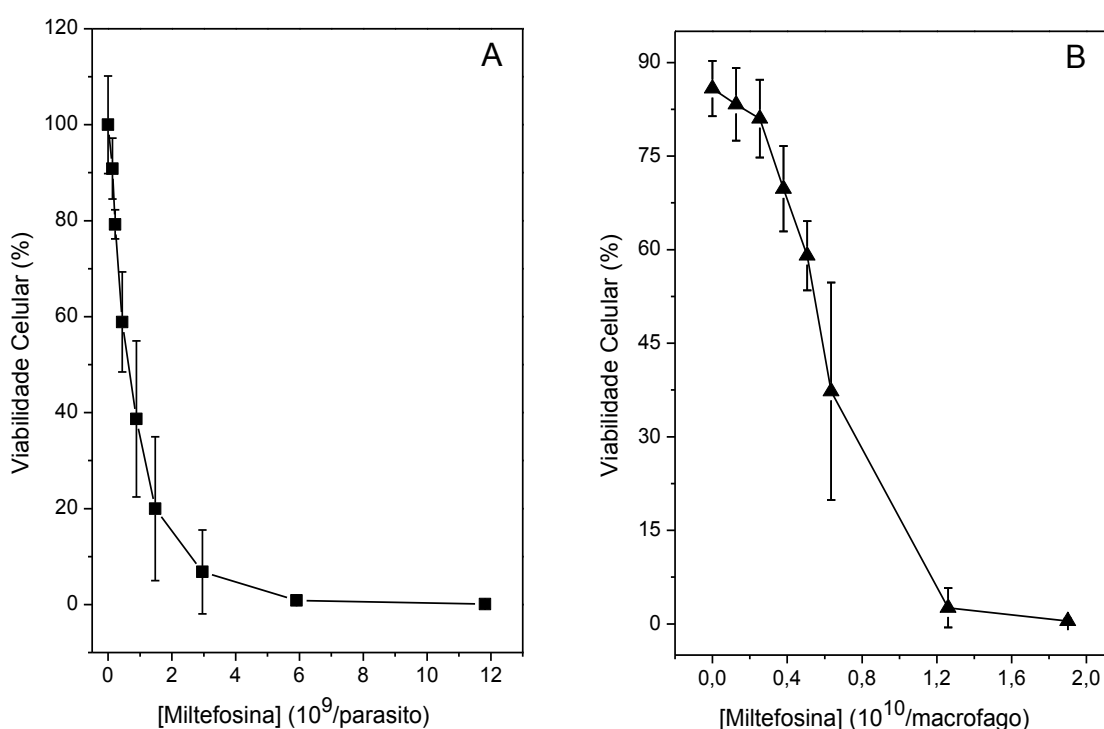 A
120
100
80
60
40
20
0
Viabilidade Celular (%)
0 2 4 6 8 10 12
[Miltefosina] (10⁹/parasito)
B
90
75
60
45
30
15
0
Viabilidade Celular (%)
0,0 0,4 0,8 1,2 1,6 2,0
[Miltefosina] (10¹⁰/macrofago)